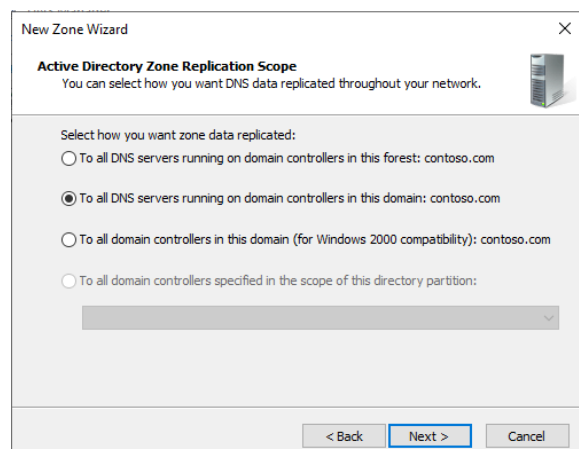 New Zone Wizard
Active Directory Zone Replication Scope
You can select how you want DNS data replicated throughout your network.
Select how you want zone data replicated:
To all DNS servers running on domain controllers in this forest: contoso.com
To all DNS servers running on domain controllers in this domain: contoso.com
To all domain controllers in this domain (for Windows 2000 compatibility): contoso.com
To all domain controllers specified in the scope of this directory partition:
< Back Next > Cancel